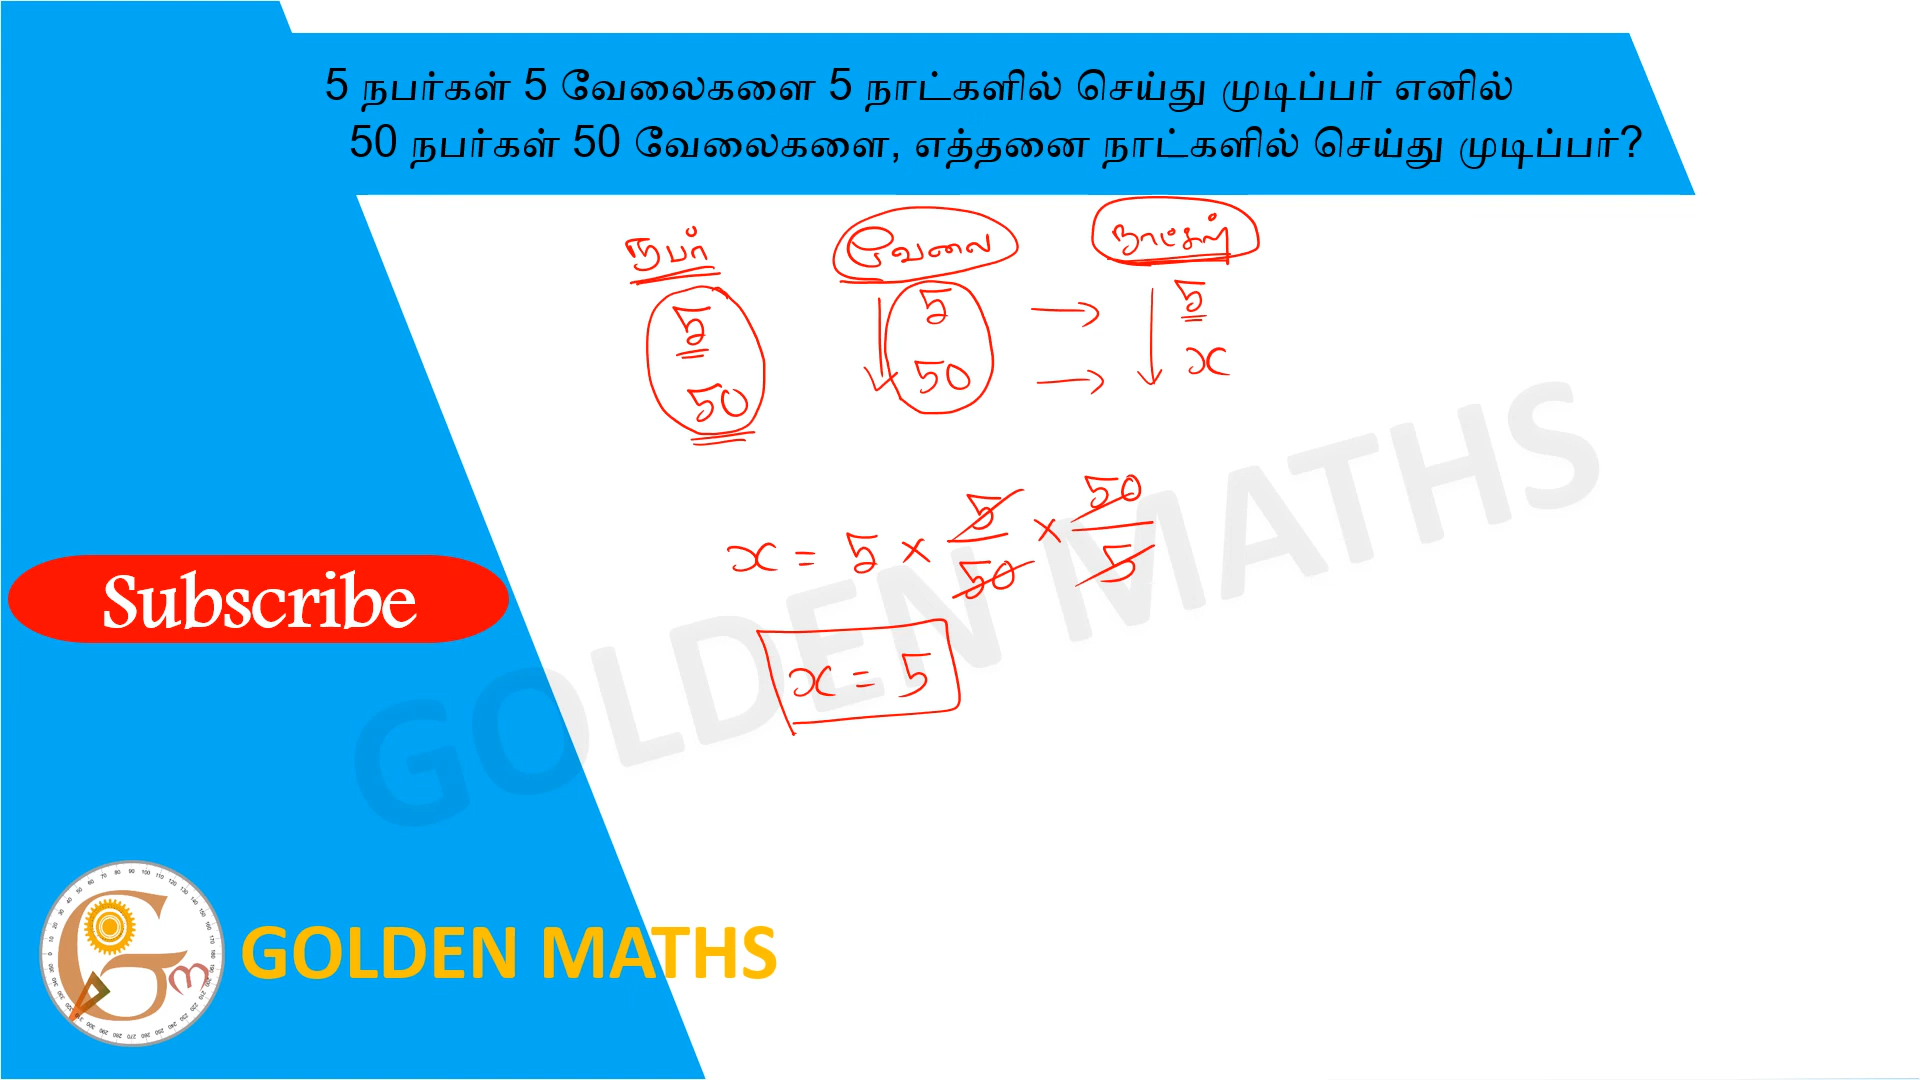 5 நபர்கள் 5 வேலைகளை 5 நாட்களில் செய்து முடிப்பர் எனில்
50 நபர்கள் 50 வேலைகளை, எத்தனை நாட்களில் செய்து முடிப்பர்?
நபர் வேலை நாட்கள்
5 5 → 5
50 50 → x
x = 5 × 5/50 × 50/5
x = 5
Subscribe
GOLDEN MATHS
GOLDEN MATHS